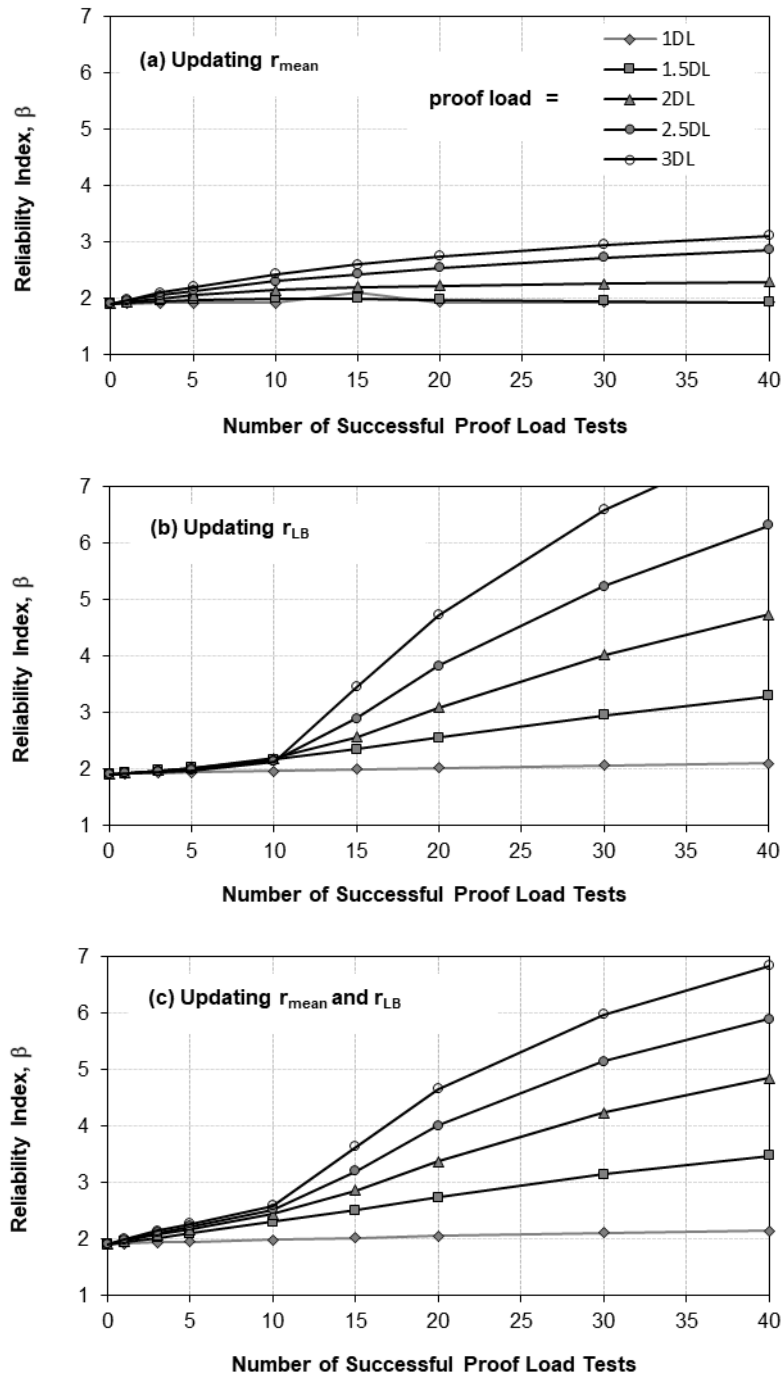 7
6
5
4
3
2
1
Reliability Index, β
(a) Updating r_mean
proof load =
1DL
1.5DL
2DL
2.5DL
3DL
0 5 10 15 20 25 30 35 40
Number of Successful Proof Load Tests
7
6
5
4
3
2
1
Reliability Index, β
(b) Updating r_LB
0 5 10 15 20 25 30 35 40
Number of Successful Proof Load Tests
7
6
5
4
3
2
1
Reliability Index, β
(c) Updating r_mean and r_LB
0 5 10 15 20 25 30 35 40
Number of Successful Proof Load Tests